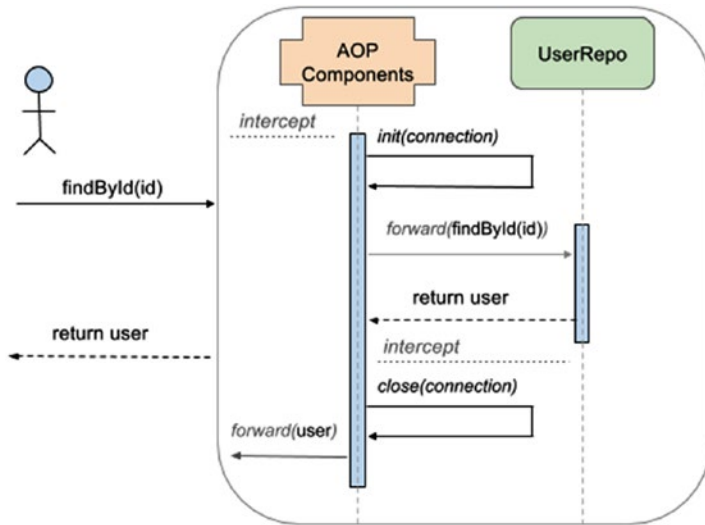 AOP
Components
UserRepo
intercept
init(connection)
findById(id)
forward(findById(id))
return user
return user
intercept
close(connection)
forward(user)